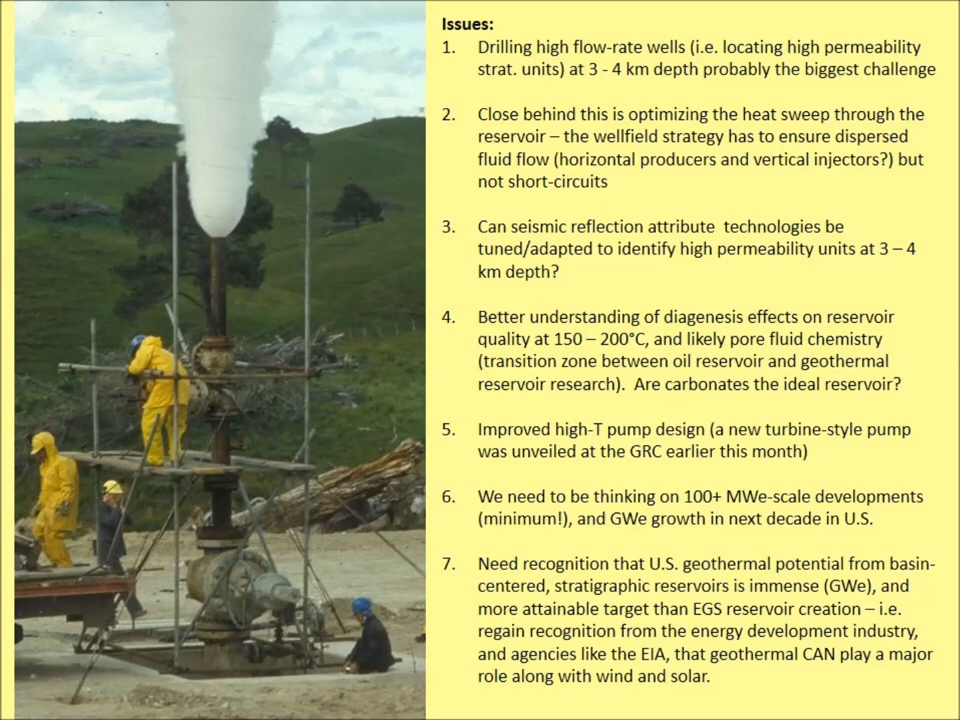 Issues:
1. Drilling high flow-rate wells (i.e. locating high permeability
strat. units) at 3 - 4 km depth probably the biggest challenge
2. Close behind this is optimizing the heat sweep through the
reservoir – the wellfield strategy has to ensure dispersed
fluid flow (horizontal producers and vertical injectors?) but
not short-circuits
3. Can seismic reflection attribute technologies be
tuned/adapted to identify high permeability units at 3 – 4
km depth?
4. Better understanding of diagenesis effects on reservoir
quality at 150 – 200°C, and likely pore fluid chemistry
(transition zone between oil reservoir and geothermal
reservoir research). Are carbonates the ideal reservoir?
5. Improved high-T pump design (a new turbine-style pump
was unveiled at the GRC earlier this month)
6. We need to be thinking on 100+ MWe-scale developments
(minimum!), and GWe growth in next decade in U.S.
7. Need recognition that U.S. geothermal potential from basin-
centered, stratigraphic reservoirs is immense (GWe), and
more attainable target than EGS reservoir creation – i.e.
regain recognition from the energy development industry,
and agencies like the EIA, that geothermal CAN play a major
role along with wind and solar.